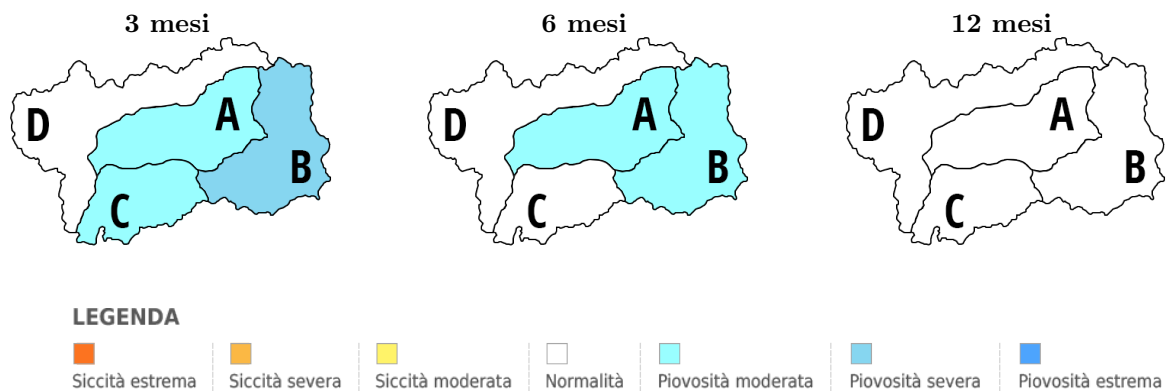 3 mesi 6 mesi 12 mesi
A A A
D D D
B B B
C C C
LEGENDA
Siccità estrema Siccità severa Siccità moderata Normalità Piovosità moderata Piovosità severa Piovosità estrema